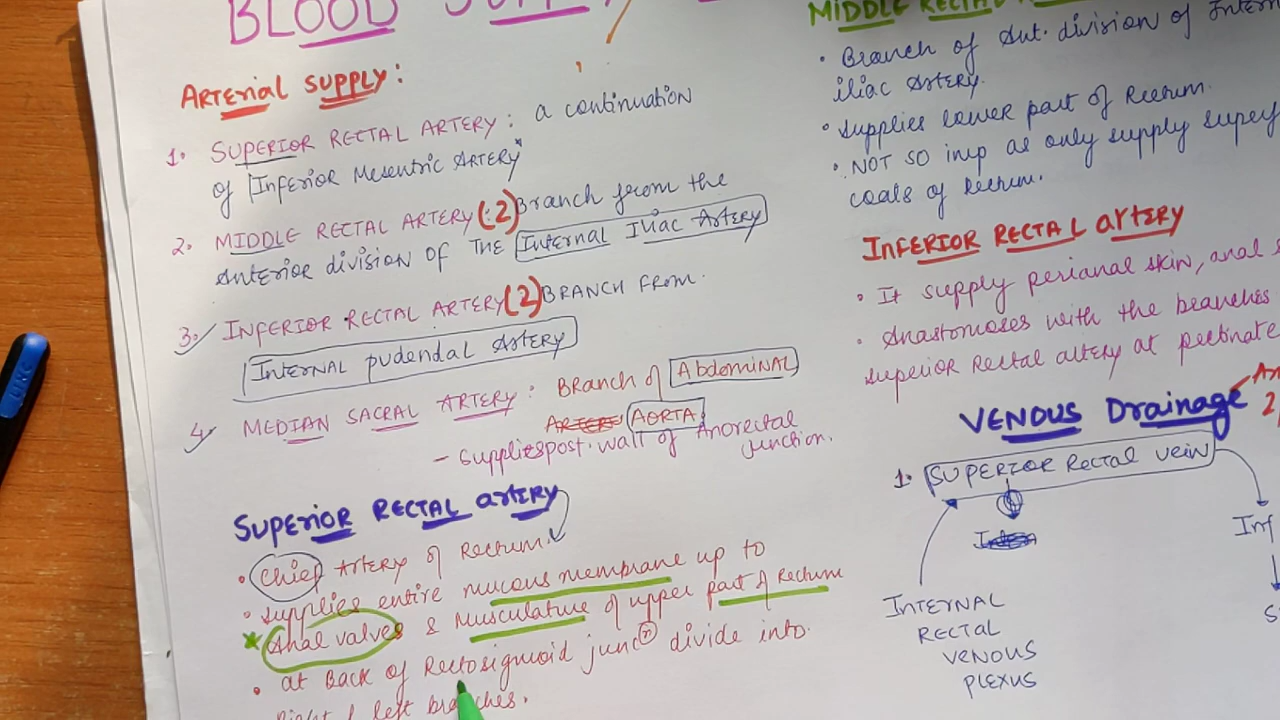 BLOOD SUPPLY
ARTERIAL SUPPLY:
1. SUPERIOR RECTAL ARTERY: a continuation
of Inferior Mesentric ARTERY*
2. MIDDLE RECTAL ARTERY (:2) Branch from the
Anterior division of THE Internal Iliac Artery
3. INFERIOR RECTAL ARTERY (2) BRANCH FROM
INTERNAL pudendal Artery
4. MEDIAN SACRAL ARTERY: BRANCH of Abdominal
AORTA
- Supplies post. wall of Anorectal
junction.
SUPERIOR RECTAL artery
• Chief Artery of Rectum
• supplies entire mucous membrane up to
* Anal valves & Musculature of upper part of Rectum
• at Back of Rectosigmoid junc(n) divide into
Right & left branches.
MIDDLE RECTAL
• Branch of Ant. division of Intern
iliac Artery.
• supplies lower part of Rectum.
• NOT SO imp as only supply superf
coats of Rectum.
INFERIOR RECTAL artery
• It supply perianal skin, anal s
• Anastomoses with the branches
superior Rectal artery at pectinate
VENOUS Drainage
1. SUPERIOR Rectal vein
INTERNAL
RECTAL
VENOUS
PLEXUS
Inf